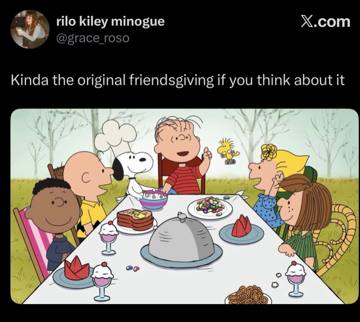 rilo kiley minogue
X.com
@grace_roso
Kinda the original friendsgiving if you think about it